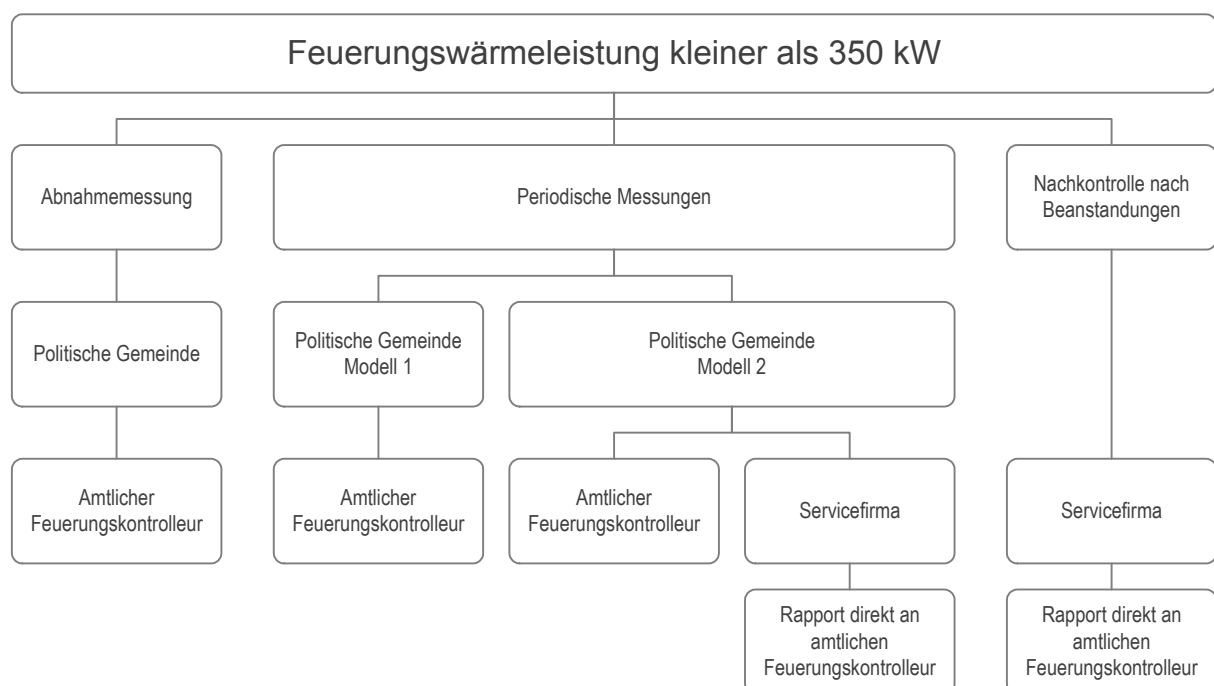 Feuerungswärmeleistung kleiner als 350 kW
Abnahmemessung
Periodische Messungen
Nachkontrolle nach
Beanstandungen
Politische Gemeinde
Politische Gemeinde
Modell 1
Politische Gemeinde
Modell 2
Amtlicher
Feuerungskontrolleur
Amtlicher
Feuerungskontrolleur
Amtlicher
Feuerungskontrolleur
Servicefirma
Servicefirma
Rapport direkt an
amtlichen
Feuerungskontrolleur
Rapport direkt an
amtlichen
Feuerungskontrolleur